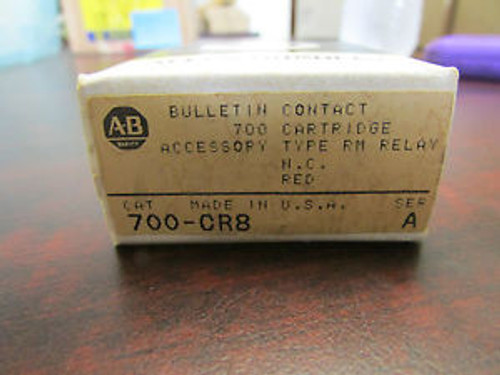 A-B
BULLETIN CONTACT
700 CARTRIDGE
ACCESSORY TYPE RM RELAY
N.C.
RED
CAT MADE IN U.S.A. SER
700-CR8 A